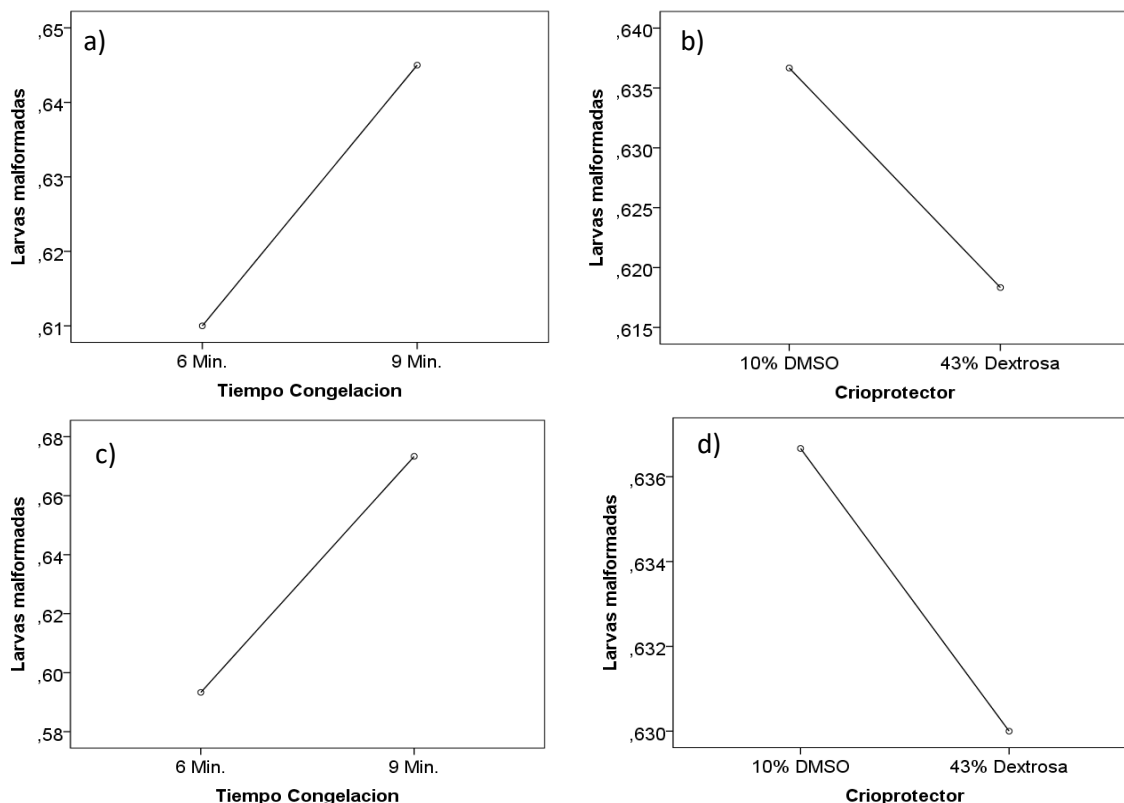 a)
Larvas malformadas
,65
,64
,63
,62
,61
6 Min.
9 Min.
Tiempo Congelacion
b)
Larvas malformadas
,640
,635
,630
,625
,620
,615
10% DMSO
43% Dextrosa
Crioprotector
c)
Larvas malformadas
,68
,66
,64
,62
,60
,58
6 Min.
9 Min.
Tiempo Congelacion
d)
Larvas malformadas
,636
,634
,632
,630
10% DMSO
43% Dextrosa
Crioprotector